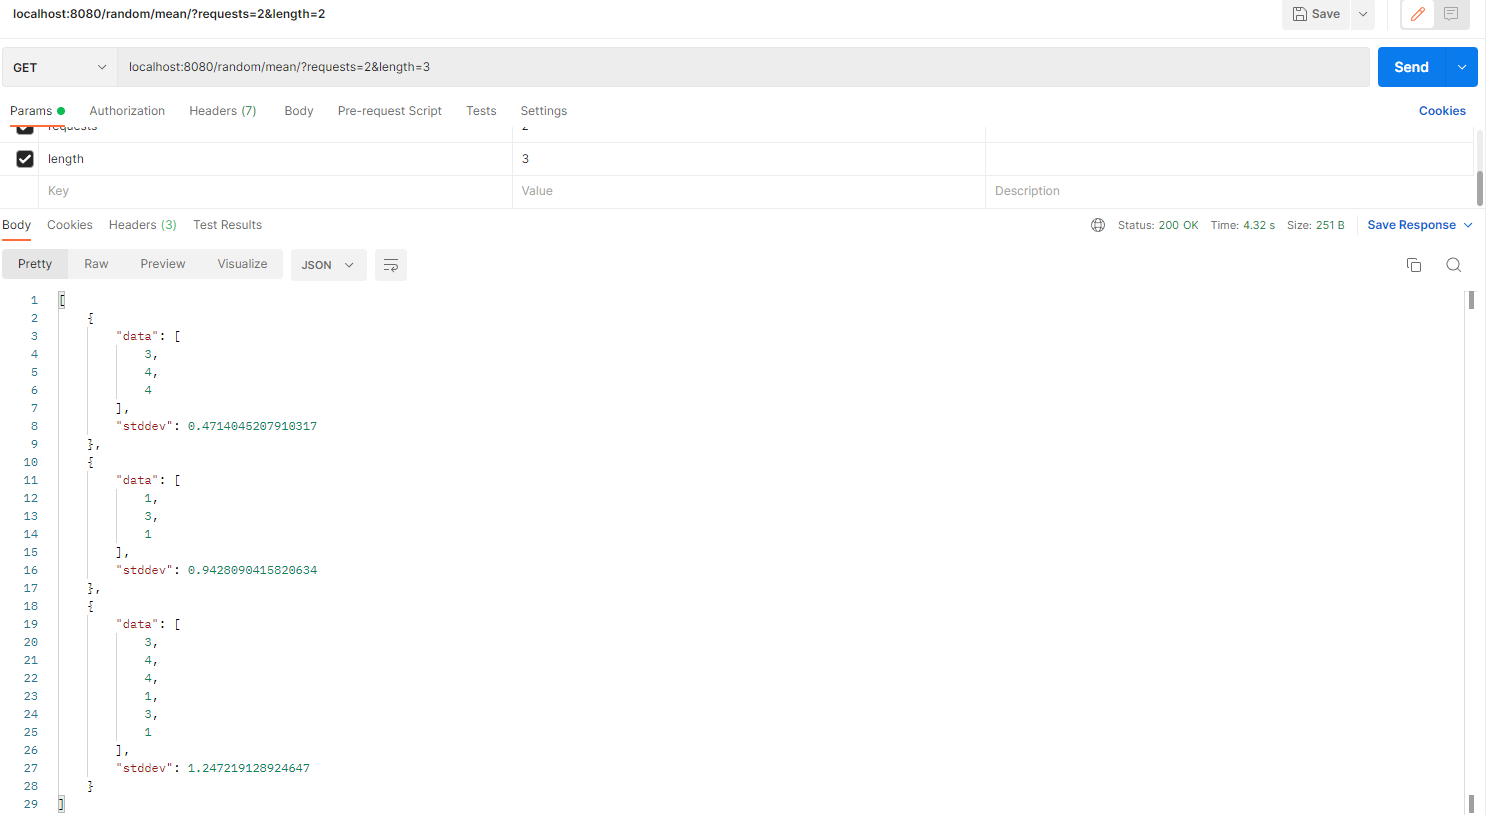 localhost:8080/random/mean/?requests=2&length=2
Save
GET
localhost:8080/random/mean/?requests=2&length=3
Send
Params Authorization Headers (7) Body Pre-request Script Tests Settings Cookies
requests 2
length 3
Key Value Description
Body Cookies Headers (3) Test Results Status: 200 OK Time: 4.32 s Size: 251 B Save Response
Pretty Raw Preview Visualize JSON
1 [
2 {
3 "data": [
4 3,
5 4,
6 4
7 ],
8 "stddev": 0.4714045207910317
9 },
10 {
11 "data": [
12 1,
13 3,
14 1
15 ],
16 "stddev": 0.9428090415820634
17 },
18 {
19 "data": [
20 3,
21 4,
22 4,
23 1,
24 3,
25 1
26 ],
27 "stddev": 1.247219128924647
28 }
29 ]